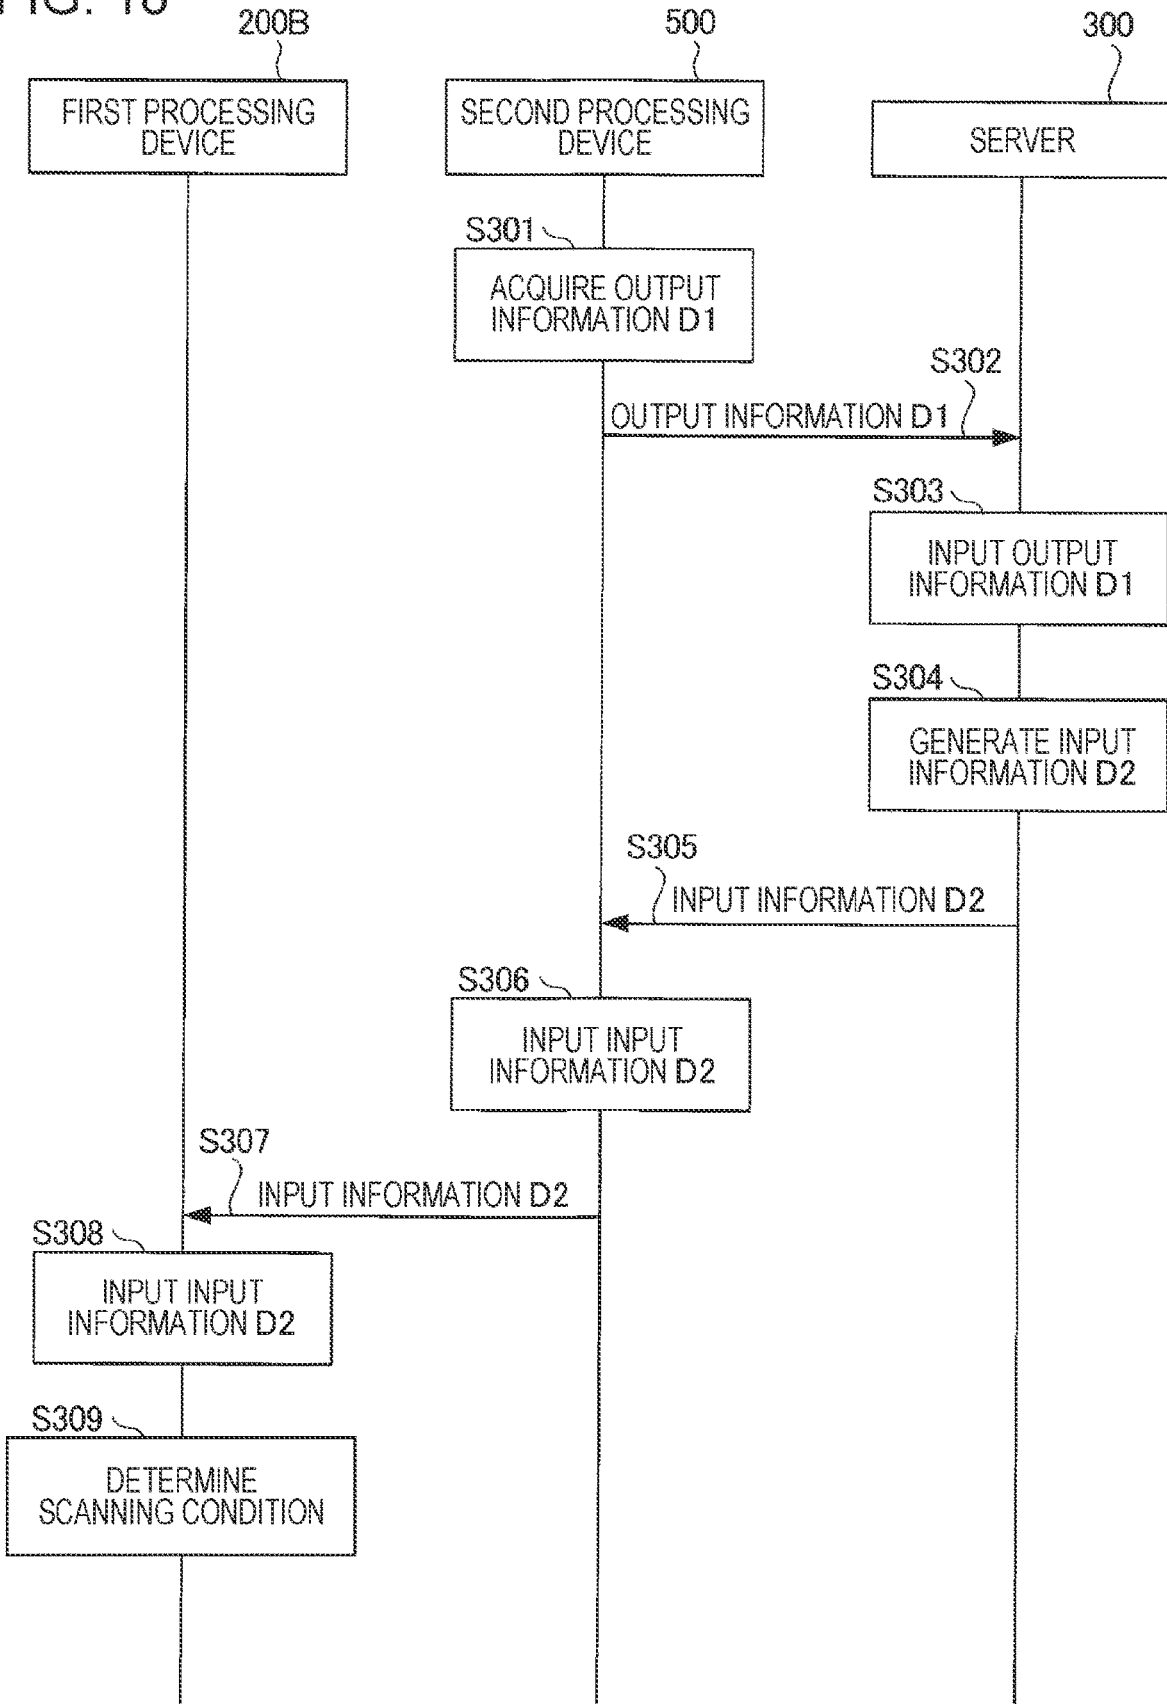 200B
500
300
FIRST PROCESSING
DEVICE
SECOND PROCESSING
DEVICE
SERVER
S301
ACQUIRE OUTPUT
INFORMATION D1
S302
OUTPUT INFORMATION D1
S303
INPUT OUTPUT
INFORMATION D1
S304
GENERATE INPUT
INFORMATION D2
S305
INPUT INFORMATION D2
S306
INPUT INPUT
INFORMATION D2
S307
INPUT INFORMATION D2
S308
INPUT INPUT
INFORMATION D2
S309
DETERMINE
SCANNING CONDITION